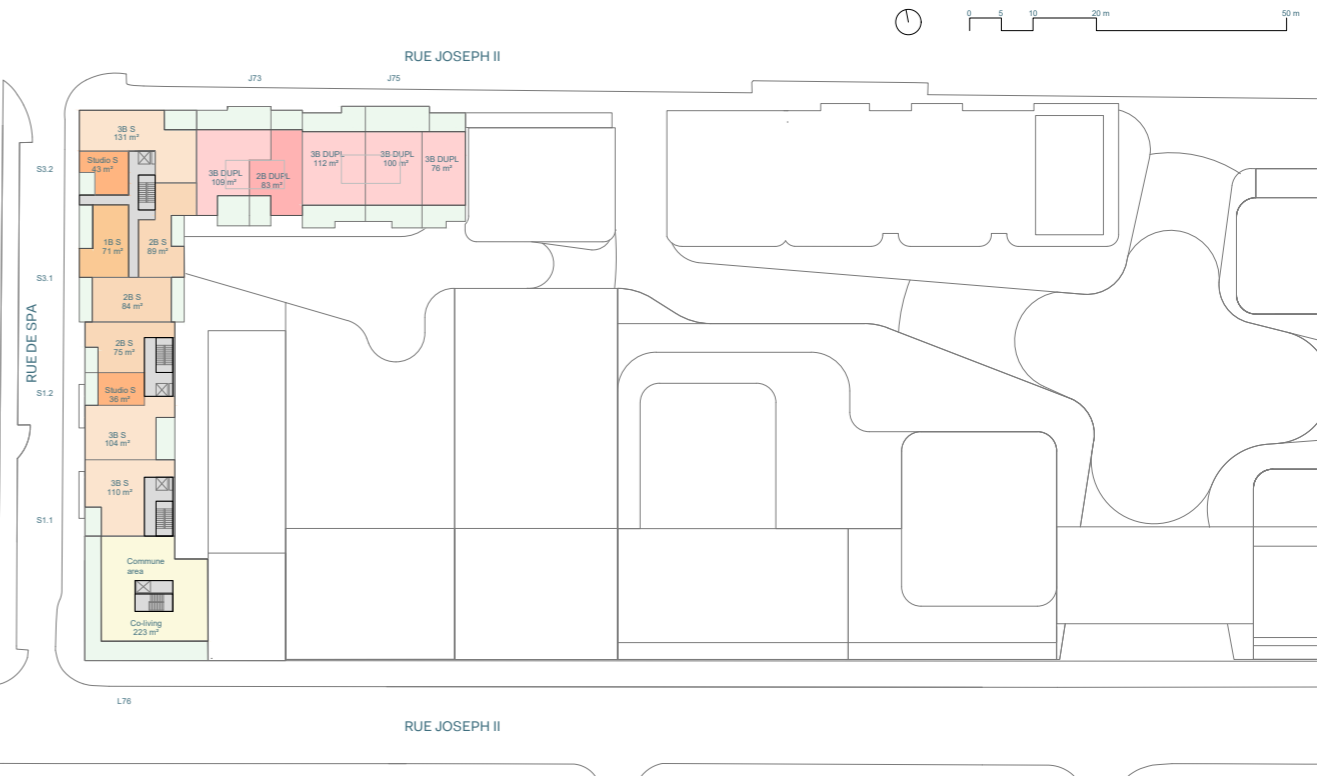 0 5 10 20 m 50 m
RUE JOSEPH II
J73 J75
3B S
131 m²
Studio S
43 m²
S3.2
3B DUPL
109 m²
2B DUPL
83 m²
3B DUPL
112 m²
3B DUPL
100 m²
3B DUPL
76 m²
1B S
71 m²
2B S
89 m²
S3.1
2B S
84 m²
RUE DE SPA
2B S
75 m²
Studio S
36 m²
S1.2
3B S
104 m²
3B S
110 m²
S1.1
Commune
area
Co-living
223 m²
L76
RUE JOSEPH II